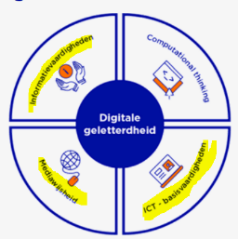 Informatievaardigheden
Computational thinking
Digitale
geletterdheid
Mediawijsheid
ICT - basisvaardigheden